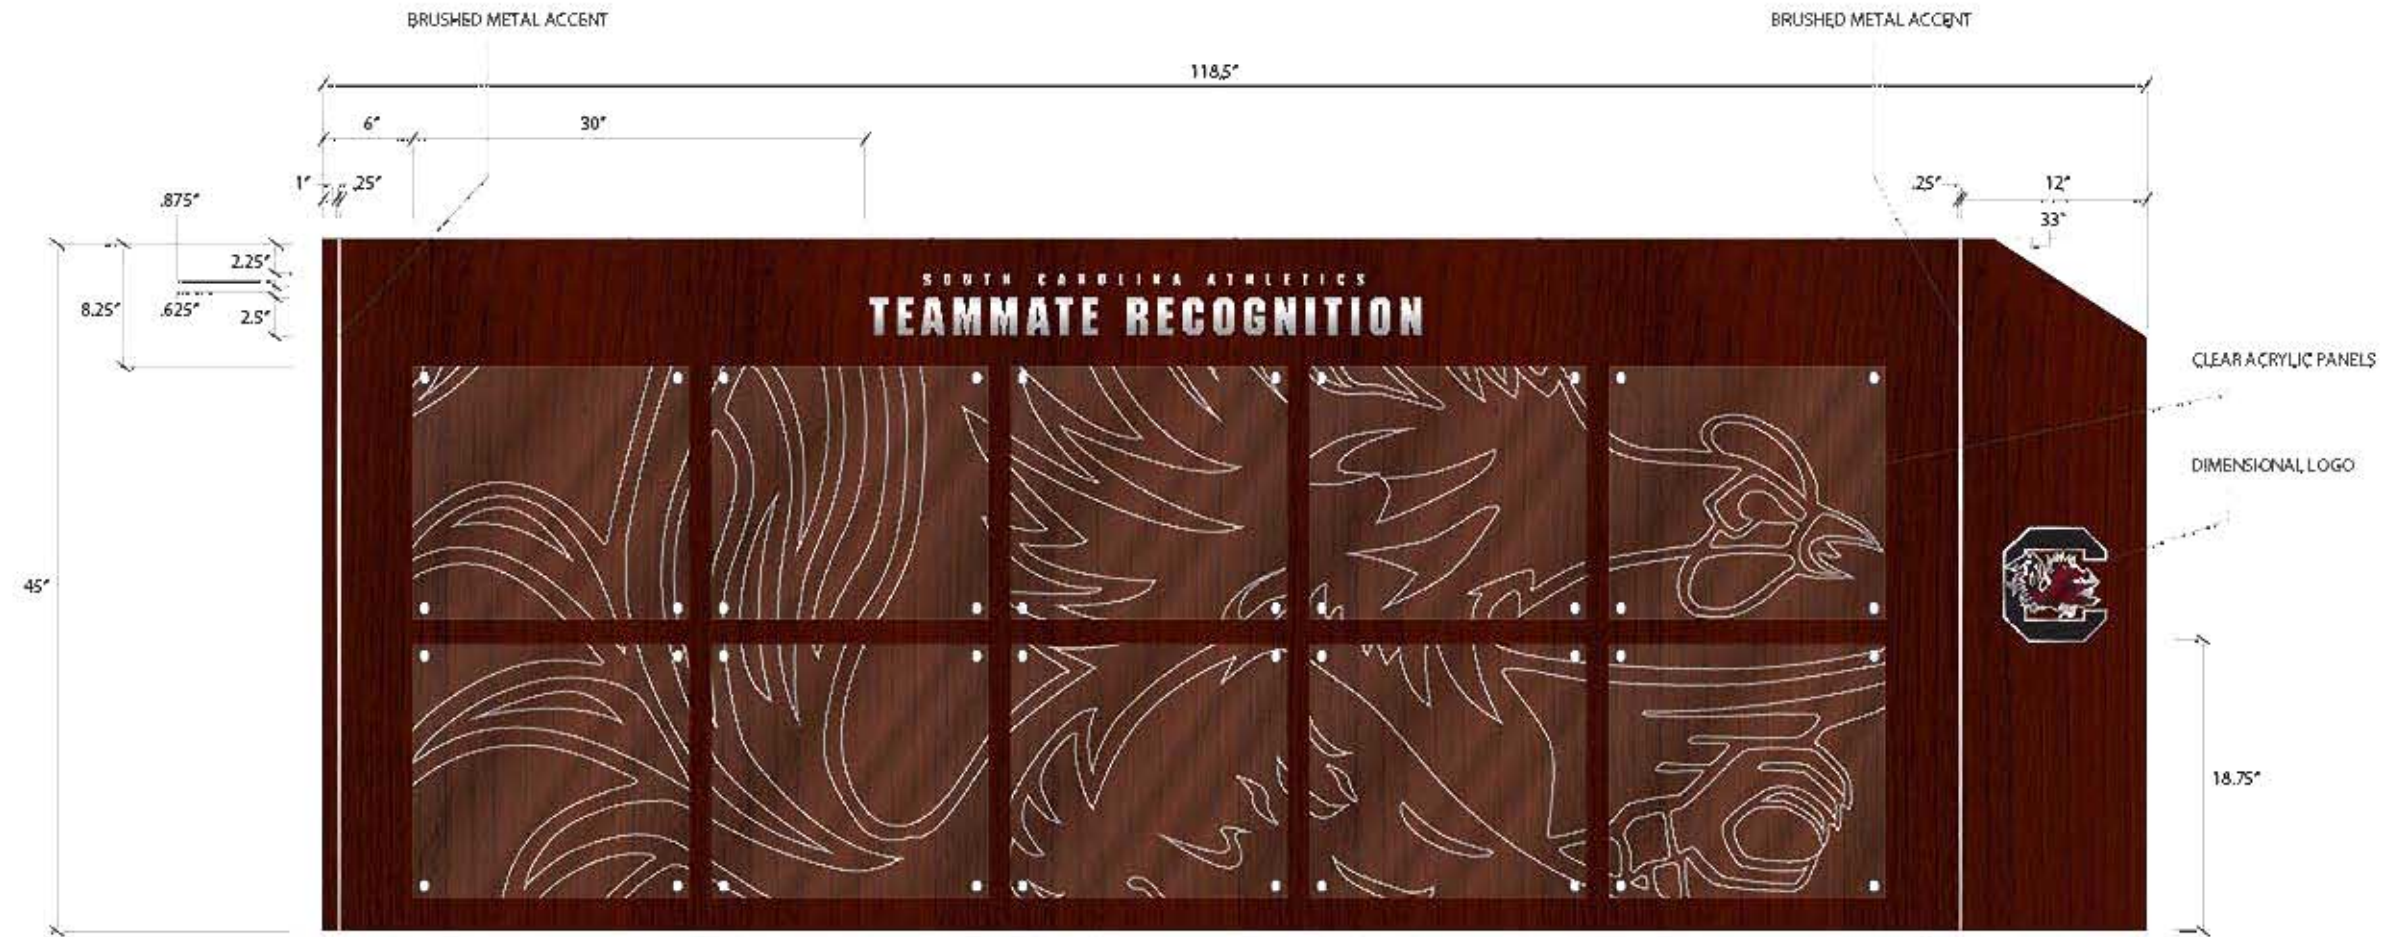 BRUSHED METAL ACCENT
BRUSHED METAL ACCENT
118.5"
6"
30"
1"
.25"
.25"
12"
33"
.875"
2.25"
8.25"
.625"
2.5"
SOUTH CAROLINA ATHLETICS
TEAMMATE RECOGNITION
CLEAR ACRYLIC PANELS
DIMENSIONAL LOGO
45"
18.75"